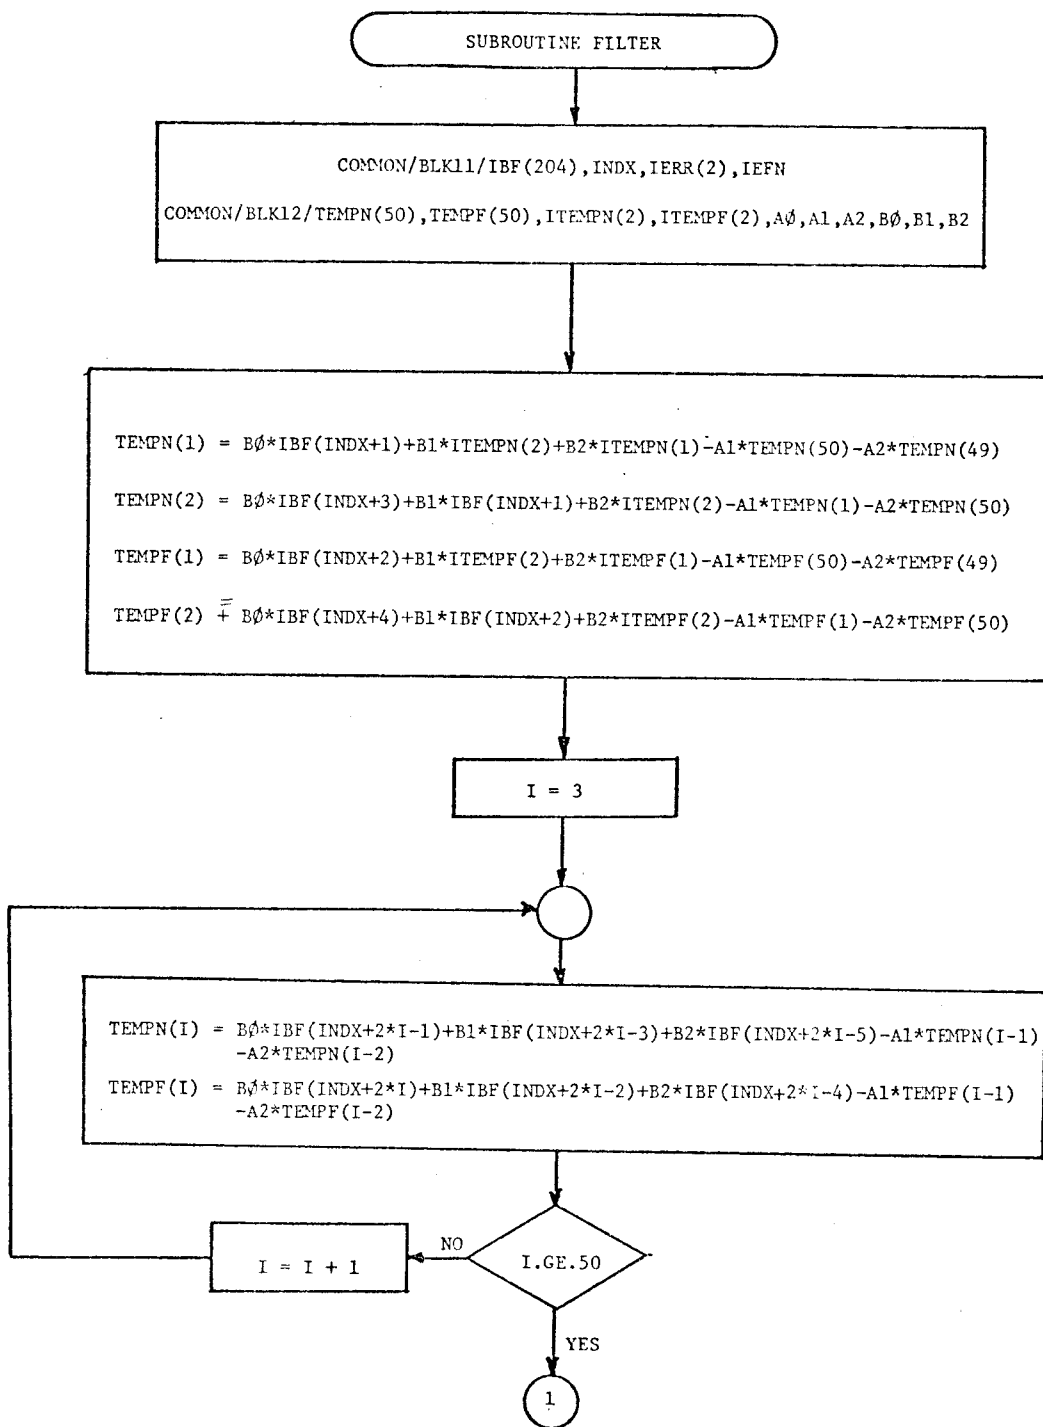 SUBROUTINE FILTER
COMMON/BLK11/IBF(204),INDX,IERR(2),IEFN
COMMON/BLK12/TEMPN(50),TEMPF(50),ITEMPN(2),ITEMPF(2),AØ,A1,A2,BØ,B1,B2
TEMPN(1) = BØ*IBF(INDX+1)+B1*ITEMPN(2)+B2*ITEMPN(1)-A1*TEMPN(50)-A2*TEMPN(49)
TEMPN(2) = BØ*IBF(INDX+3)+B1*IBF(INDX+1)+B2*ITEMPN(2)-A1*TEMPN(1)-A2*TEMPN(50)
TEMPF(1) = BØ*IBF(INDX+2)+B1*ITEMPF(2)+B2*ITEMPF(1)-A1*TEMPF(50)-A2*TEMPF(49)
TEMPF(2) = BØ*IBF(INDX+4)+B1*IBF(INDX+2)+B2*ITEMPF(2)-A1*TEMPF(1)-A2*TEMPF(50)
I = 3
TEMPN(I) = BØ*IBF(INDX+2*I-1)+B1*IBF(INDX+2*I-3)+B2*IBF(INDX+2*I-5)-A1*TEMPN(I-1)
-A2*TEMPN(I-2)
TEMPF(I) = BØ*IBF(INDX+2*I)+B1*IBF(INDX+2*I-2)+B2*IBF(INDX+2*I-4)-A1*TEMPF(I-1)
-A2*TEMPF(I-2)
I = I + 1
NO
I.GE.50
YES
1